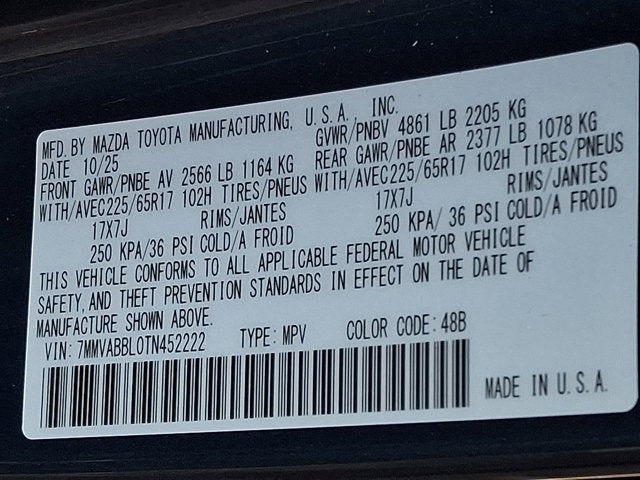 MFD. BY MAZDA TOYOTA MANUFACTURING, U.S.A. INC.
DATE 10/25 GVWR/PNBV 4861 LB 2205 KG
FRONT GAWR/PNBE AV 2566 LB 1164 KG REAR GAWR/PNBE AR 2377 LB 1078 KG
WITH/AVEC225/65R17 102H TIRES/PNEUS WITH/AVEC225/65R17 102H TIRES/PNEUS
17X7J RIMS/JANTES 17X7J RIMS/JANTES
250 KPA/36 PSI COLD/A FROID 250 KPA/ 36 PSI COLD/A FROID
THIS VEHICLE CONFORMS TO ALL APPLICABLE FEDERAL MOTOR VEHICLE
SAFETY, AND THEFT PREVENTION STANDARDS IN EFFECT ON THE DATE OF
MANUFACTURE SHOWN ABOVE.
VIN: 7MMVABBL0TN452222 TYPE: MPV COLOR CODE: 48B
MADE IN U.S.A.